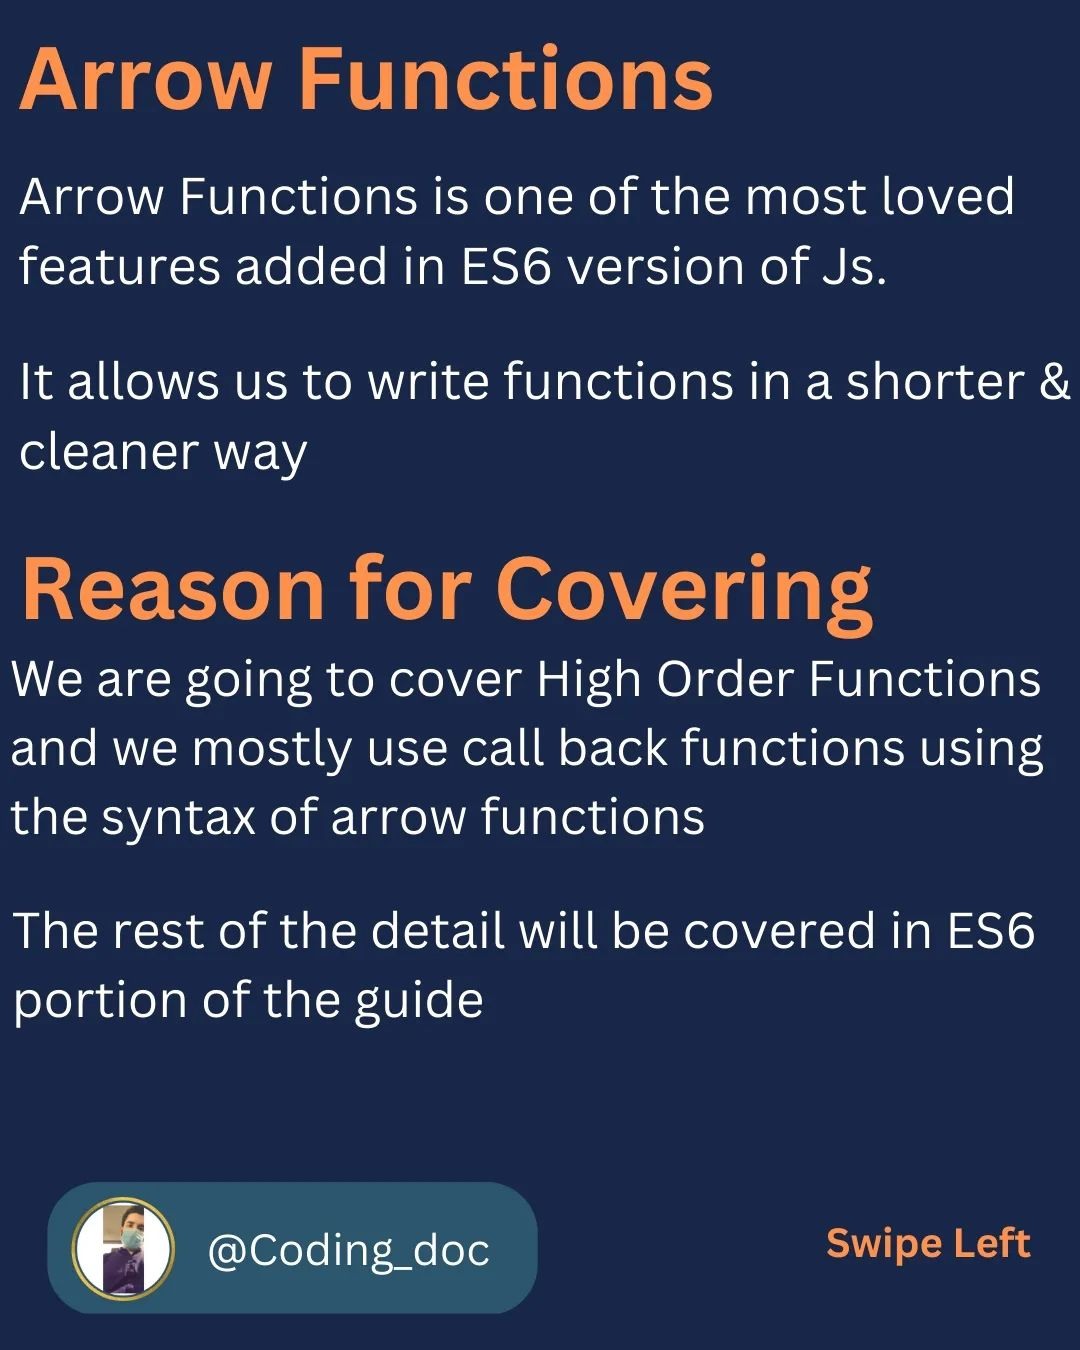 Arrow Functions
Arrow Functions is one of the most loved
features added in ES6 version of Js.
It allows us to write functions in a shorter &
cleaner way
Reason for Covering
We are going to cover High Order Functions
and we mostly use call back functions using
the syntax of arrow functions
The rest of the detail will be covered in ES6
portion of the guide
@Coding_doc
Swipe Left